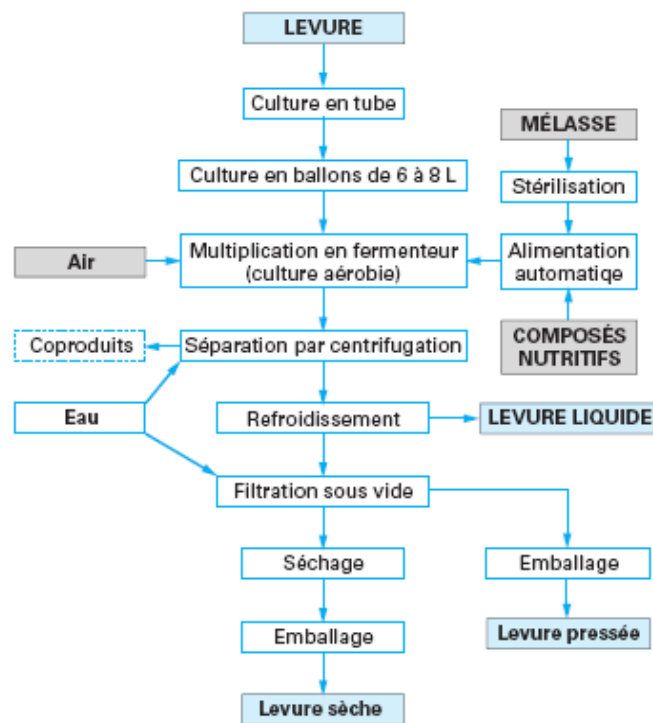 LEVURE
Culture en tube
MÉLASSE
Culture en ballons de 6 à 8 L
Stérilisation
Air
Multiplication en fermenteur
(culture aérobie)
Alimentation
automatiqe
Coproduits
Séparation par centrifugation
COMPOSÉS
NUTRITIFS
Eau
Refroidissement
LEVURE LIQUIDE
Filtration sous vide
Séchage
Emballage
Emballage
Levure pressée
Levure sèche